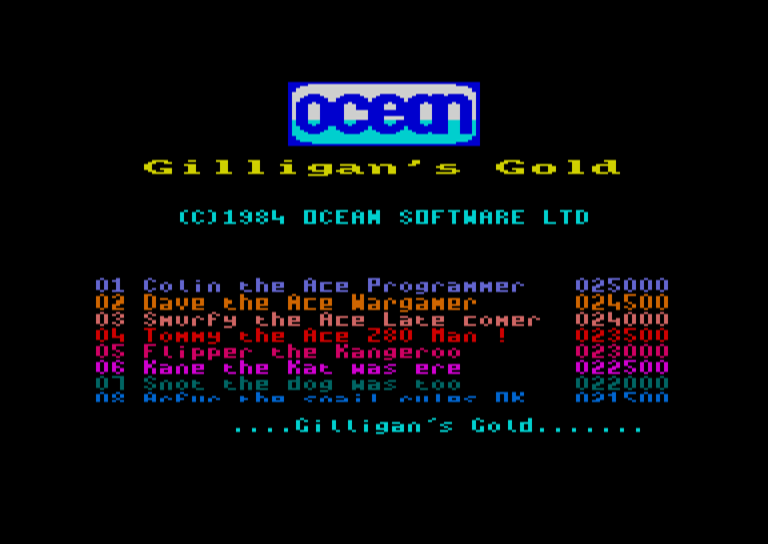 ocean
Gilligan's Gold
(C)1984 OCEAN SOFTWARE LTD
01 Colin the Ace Programmer 025000
02 Dave the Ace Wargamer 024500
03 Smurfy the Ace Late comer 024000
04 Tommy the Ace Z80 Man ! 023500
05 Flipper the Kangeroo 023000
06 Kane the Kat was ere 022500
07 Snot the dog was too 022000
08 the snail rules OK 021500
....Gilligan's Gold.......